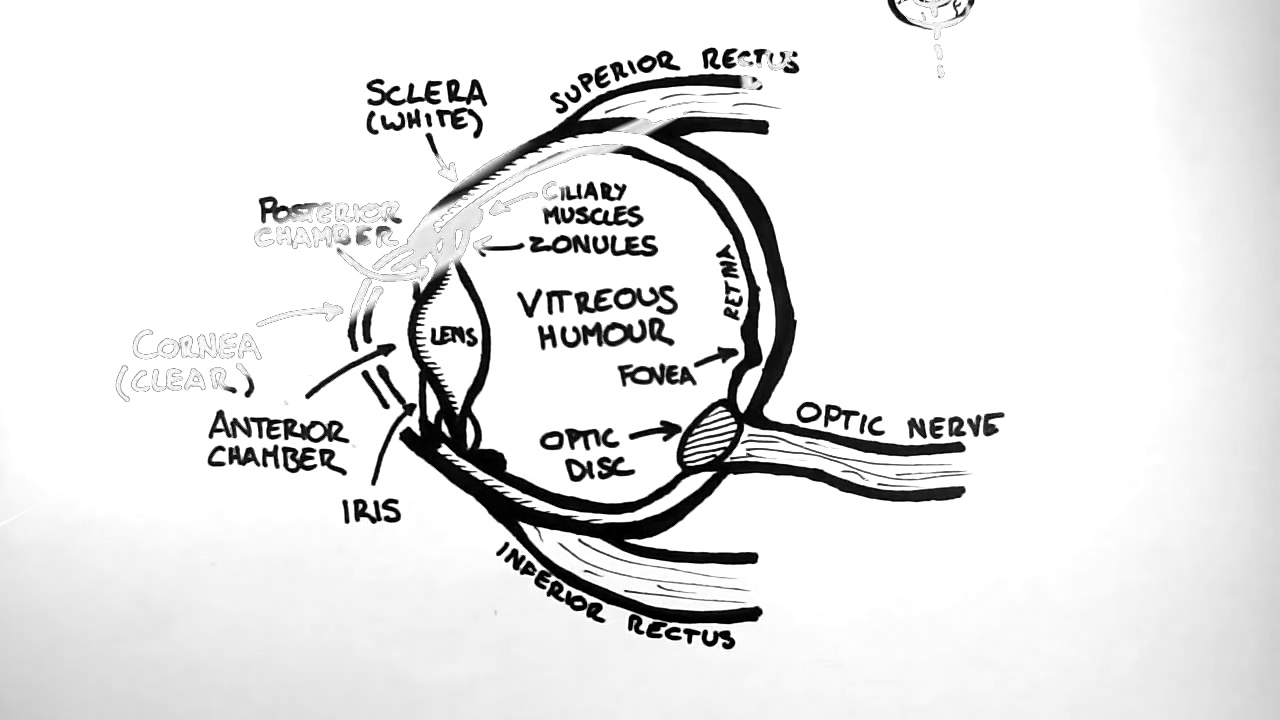 SUPERIOR RECTUS
SCLERA
(WHITE)
CILIARY
MUSCLES
ZONULES
POSTERIOR
CHAMBER
CORNEA
(CLEAR)
LENS
VITREOUS
HUMOUR
RETINA
FOVEA
ANTERIOR
CHAMBER
OPTIC
DISC
OPTIC NERVE
IRIS
INFERIOR RECTUS